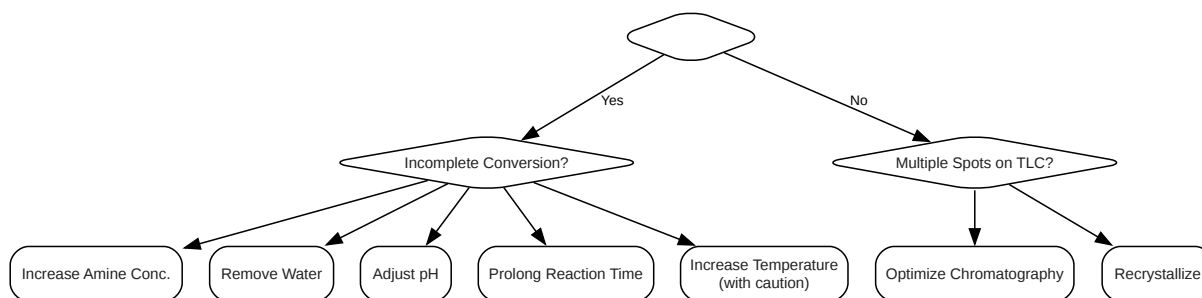 Yes
No
Incomplete Conversion?
Multiple Spots on TLC?
Increase Amine Conc.
Remove Water
Adjust pH
Prolong Reaction Time
Increase Temperature
(with caution)
Optimize Chromatography
Recrystallize